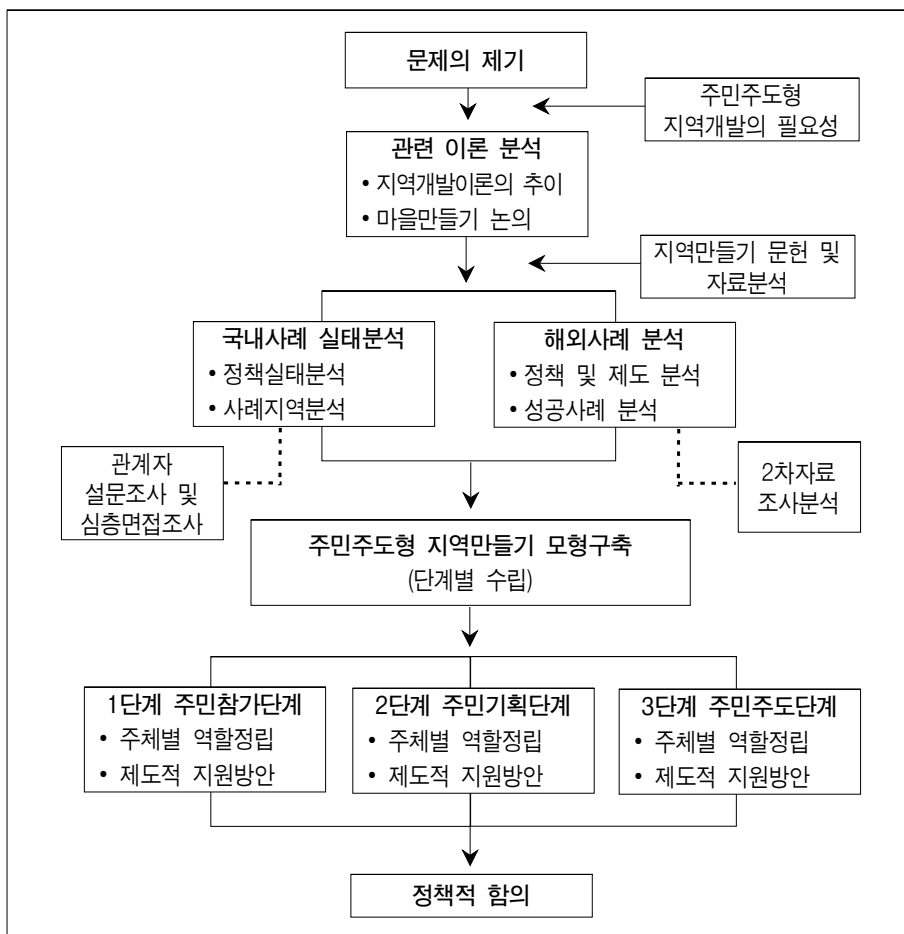 문제의 제기
주민주도형
지역개발의 필요성
관련 이론 분석
• 지역개발이론의 추이
• 마을만들기 논의
지역만들기 문헌 및
자료분석
국내사례 실태분석
• 정책실태분석
• 사례지역분석
해외사례 분석
• 정책 및 제도 분석
• 성공사례 분석
관계자
설문조사 및
심층면접조사
2차자료
조사분석
주민주도형 지역만들기 모형구축
(단계별 수립)
1단계 주민참가단계
• 주체별 역할정립
• 제도적 지원방안
2단계 주민기획단계
• 주체별 역할정립
• 제도적 지원방안
3단계 주민주도단계
• 주체별 역할정립
• 제도적 지원방안
정책적 함의